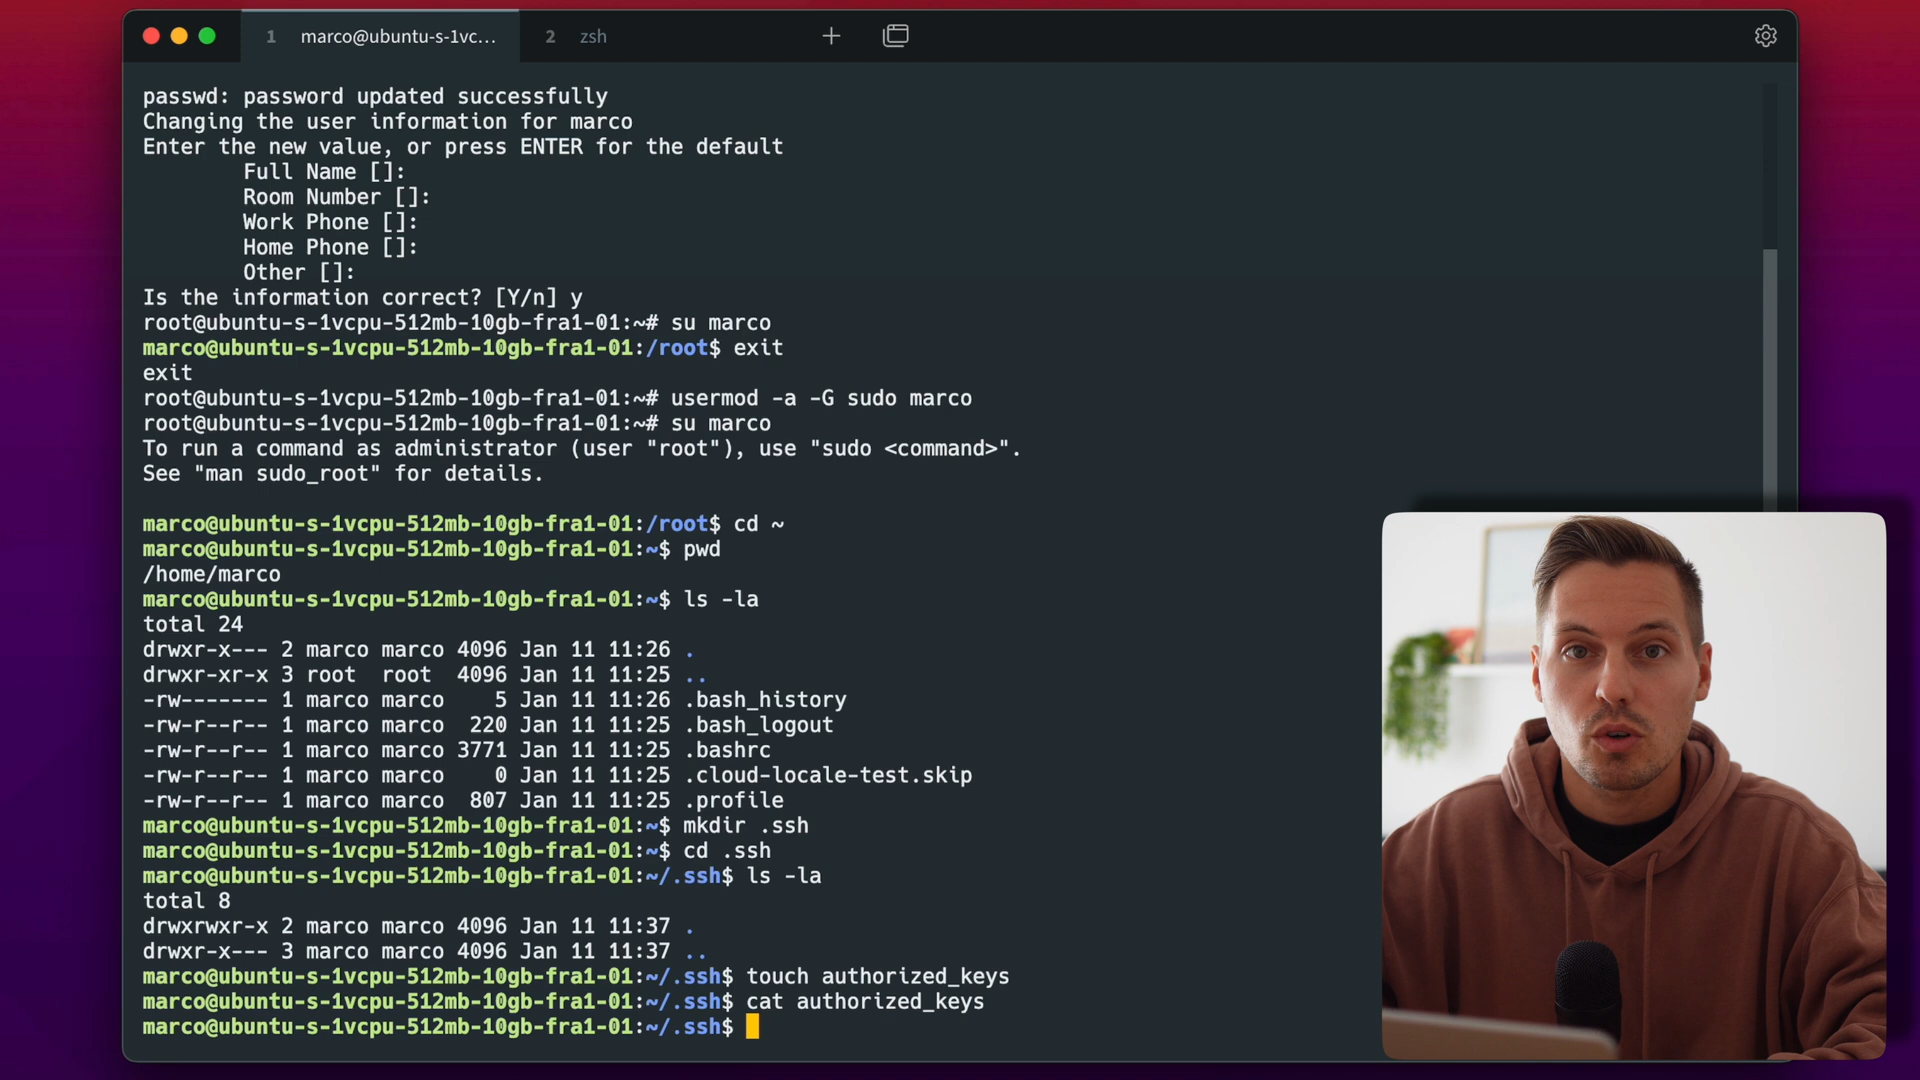 1 marco@ubuntu-s-1vc... 2 zsh
passwd: password updated successfully
Changing the user information for marco
Enter the new value, or press ENTER for the default
Full Name []:
Room Number []:
Work Phone []:
Home Phone []:
Other []:
Is the information correct? [Y/n] y
root@ubuntu-s-1vcpu-512mb-10gb-fra1-01:~# su marco
marco@ubuntu-s-1vcpu-512mb-10gb-fra1-01:/root$ exit
exit
root@ubuntu-s-1vcpu-512mb-10gb-fra1-01:~# usermod -a -G sudo marco
root@ubuntu-s-1vcpu-512mb-10gb-fra1-01:~# su marco
To run a command as administrator (user "root"), use "sudo <command>".
See "man sudo_root" for details.
marco@ubuntu-s-1vcpu-512mb-10gb-fra1-01:/root$ cd ~
marco@ubuntu-s-1vcpu-512mb-10gb-fra1-01:~$ pwd
/home/marco
marco@ubuntu-s-1vcpu-512mb-10gb-fra1-01:~$ ls -la
total 24
drwxr-x--- 2 marco marco 4096 Jan 11 11:26 .
drwxr-xr-x 3 root root 4096 Jan 11 11:25 ..
-rw------- 1 marco marco 5 Jan 11 11:26 .bash_history
-rw-r--r-- 1 marco marco 220 Jan 11 11:25 .bash_logout
-rw-r--r-- 1 marco marco 3771 Jan 11 11:25 .bashrc
-rw-r--r-- 1 marco marco 0 Jan 11 11:25 .cloud-locale-test.skip
-rw-r--r-- 1 marco marco 807 Jan 11 11:25 .profile
marco@ubuntu-s-1vcpu-512mb-10gb-fra1-01:~$ mkdir .ssh
marco@ubuntu-s-1vcpu-512mb-10gb-fra1-01:~$ cd .ssh
marco@ubuntu-s-1vcpu-512mb-10gb-fra1-01:~/.ssh$ ls -la
total 8
drwxrwxr-x 2 marco marco 4096 Jan 11 11:37 .
drwxr-x--- 3 marco marco 4096 Jan 11 11:37 ..
marco@ubuntu-s-1vcpu-512mb-10gb-fra1-01:~/.ssh$ touch authorized_keys
marco@ubuntu-s-1vcpu-512mb-10gb-fra1-01:~/.ssh$ cat authorized_keys
marco@ubuntu-s-1vcpu-512mb-10gb-fra1-01:~/.ssh$